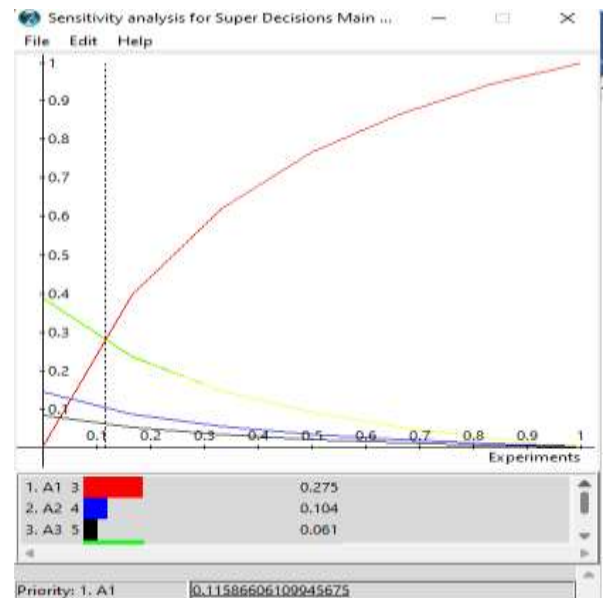 Sensitivity analysis for Super Decisions Main ...
File Edit Help
1
0.9
0.8
0.7
0.6
0.5
0.4
0.3
0.2
0.1
0.1 0.2 0.3 0.4 0.5 0.6 0.7 0.8 0.9 1
Experiments
1. A1 3 0.275
2. A2 4 0.104
3. A3 5 0.061
Priority: 1. A1 0.11586606109945675